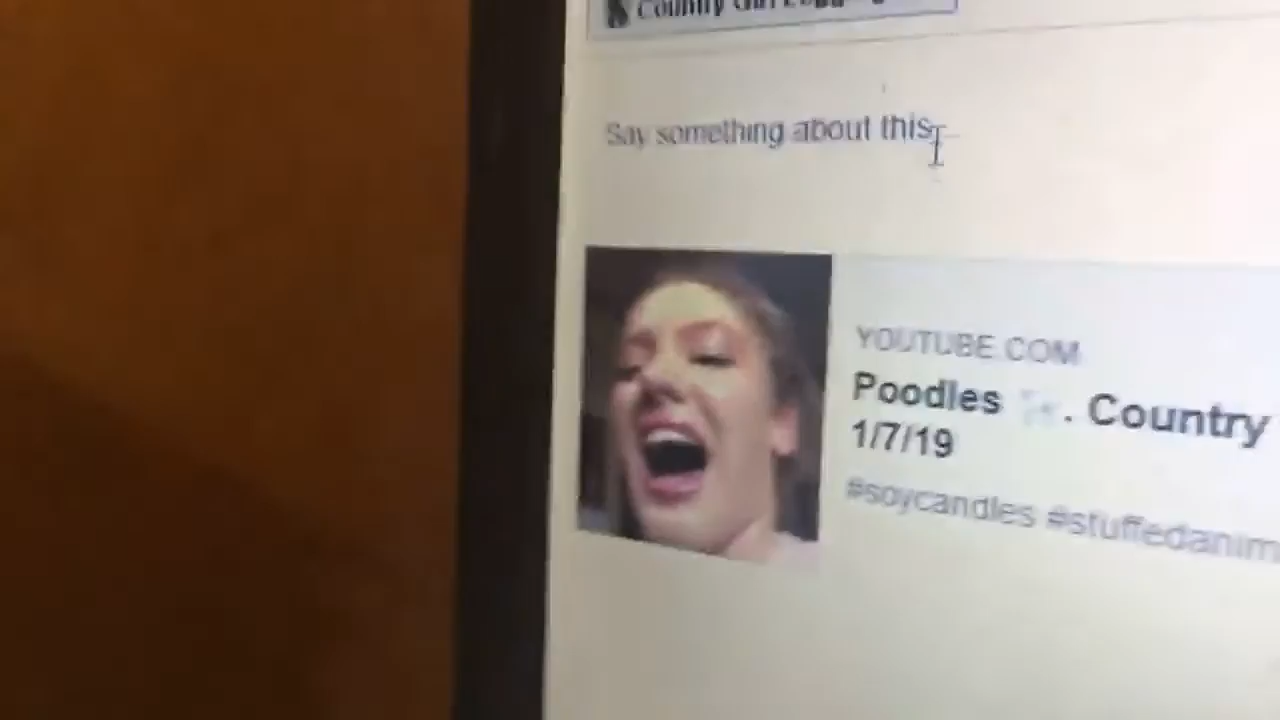 Country Girl
Say something about this
YOUTUBE.COM
Poodles . Country
1/7/19
#soycandles #stuffedanim